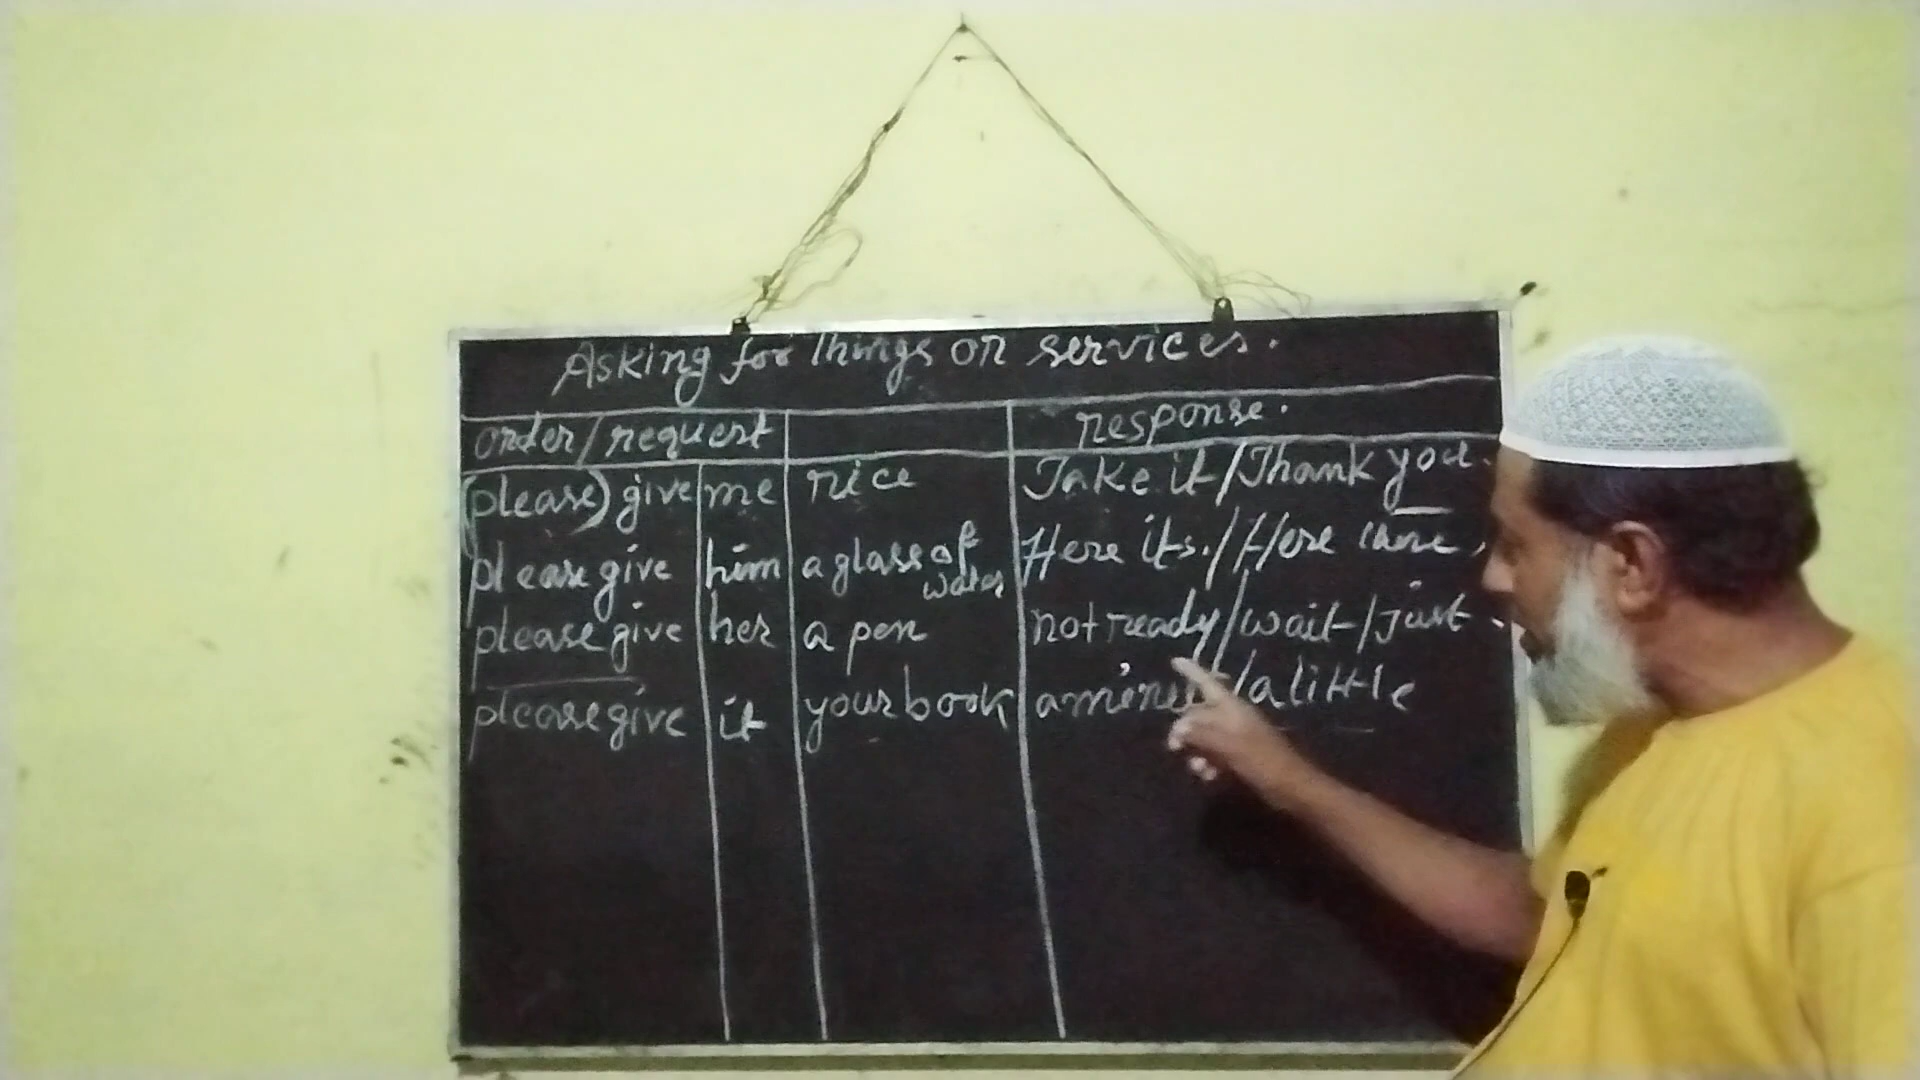 Asking for things or services.
order/request response.
(please) give me rice Take it/Thank you.
please give him a glass of water Here its./Here
please give her a pen not ready/wait/just
please give it your book a /a little